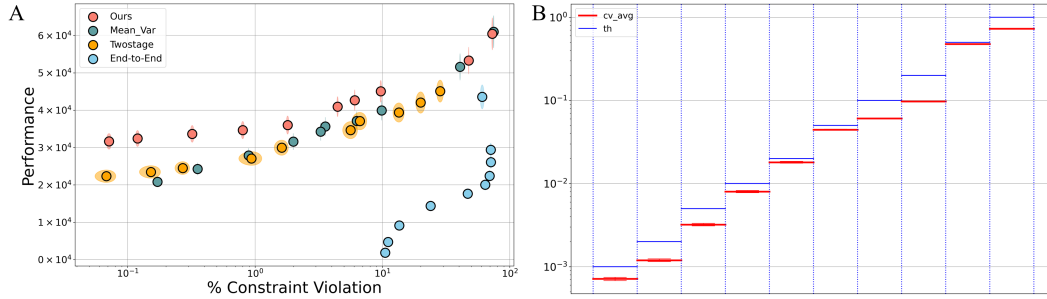 A
Ours
Mean_Var
Twostage
End-to-End
Performance
6 × 10⁴
5 × 10⁴
4 × 10⁴
3 × 10⁴
2 × 10⁴
1 × 10⁴
0 × 10⁴
10⁻¹
10⁰
10¹
10²
% Constraint Violation
B
cv_avg
th
10⁰
10⁻¹
10⁻²
10⁻³